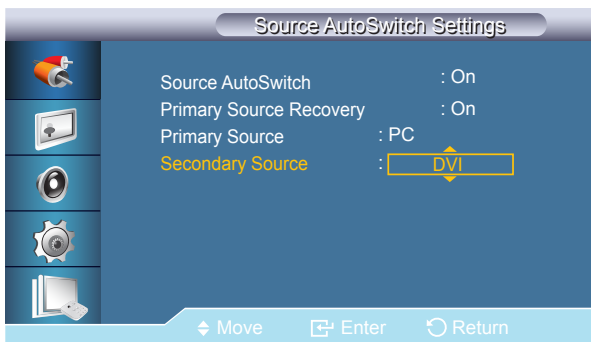 Source AutoSwitch Settings
Source AutoSwitch : On
Primary Source Recovery : On
Primary Source : PC
Secondary Source : DVI
Move Enter Return